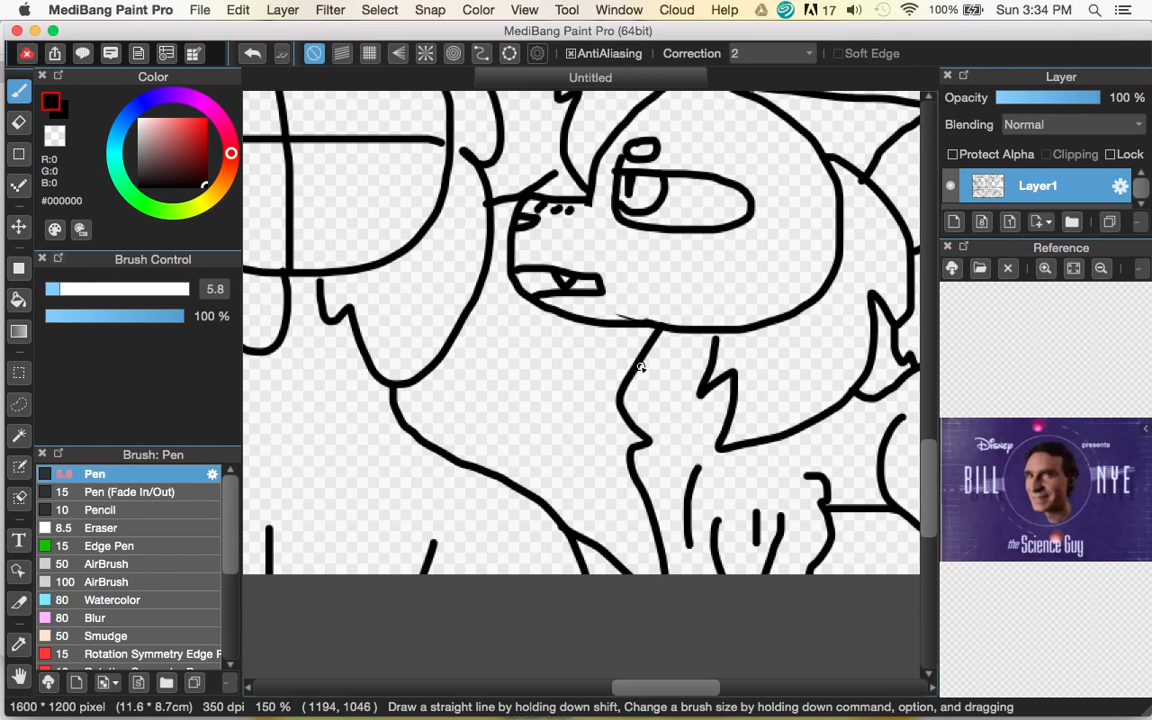 MediBang Paint Pro File Edit Layer Filter Select Snap Color View Tool Window Cloud Help 17 100% Sun 3:34 PM
MediBang Paint Pro (64bit)
AntiAliasing Correction 2 Soft Edge
Untitled
Color
R:0
G:0
B:0
#000000
Brush Control
5.8
100 %
Brush: Pen
5.8 Pen
15 Pen (Fade In/Out)
10 Pencil
8.5 Eraser
15 Edge Pen
50 AirBrush
100 AirBrush
80 Watercolor
80 Blur
50 Smudge
15 Rotation Symmetry Edge P
Layer
Opacity 100 %
Blending Normal
Protect Alpha Clipping Lock
Layer1
Reference
Disney presents
BILL NYE
the Science Guy
1600 * 1200 pixel (11.6 * 8.7cm) 350 dpi 150 % (1194, 1046) Draw a straight line by holding down shift, Change a brush size by holding down command, option, and dragging